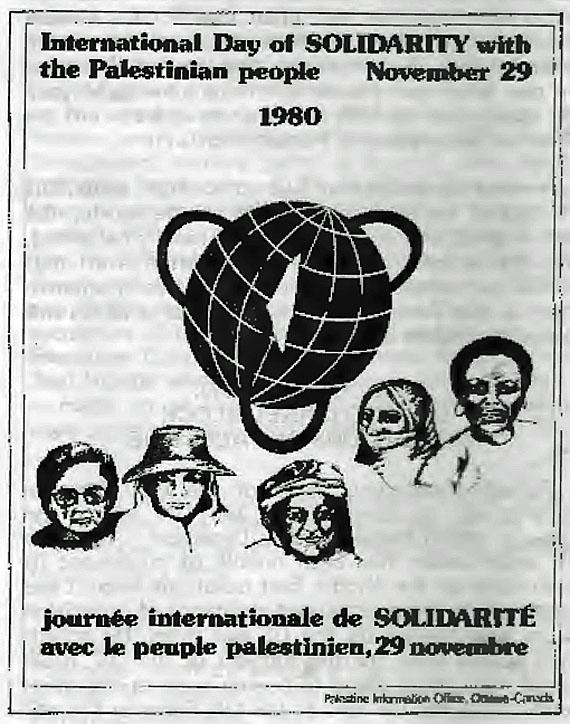 International Day of SOLIDARITY with
the Palestinian people November 29
1980
journée internationale de SOLIDARITÉ
avec le peuple palestinien, 29 novembre
Palestine Information Office, Ottawa-Canada